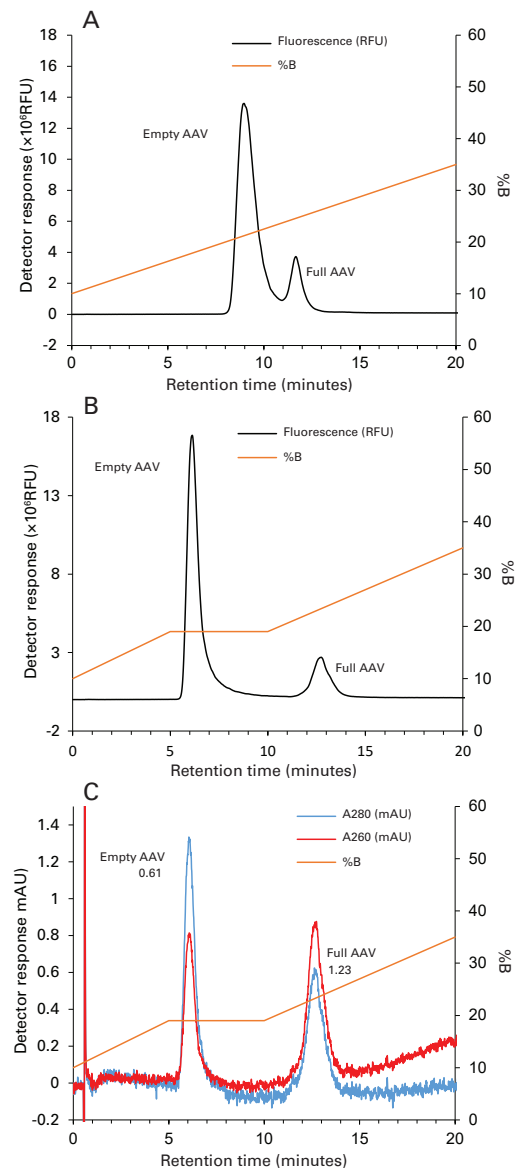 A
Fluorescence (RFU)
%B
Empty AAV
Full AAV
Detector response (×10⁶RFU)
18
16
14
12
10
8
6
4
2
0
-2
60
50
40
30
20
10
0
%B
0
5
10
15
20
Retention time (minutes)
B
Fluorescence (RFU)
%B
Empty AAV
Full AAV
Detector response (×10⁶RFU)
18
13
8
3
-2
60
50
40
30
20
10
0
%B
0
5
10
15
20
Retention time (minutes)
C
A280 (mAU)
A260 (mAU)
%B
Empty AAV
0.61
Full AAV
1.23
Detector response mAU
1.4
1.2
1
0.8
0.6
0.4
0.2
0
-0.2
60
50
40
30
20
10
0
%B
0
5
10
15
20
Retention time (minutes)